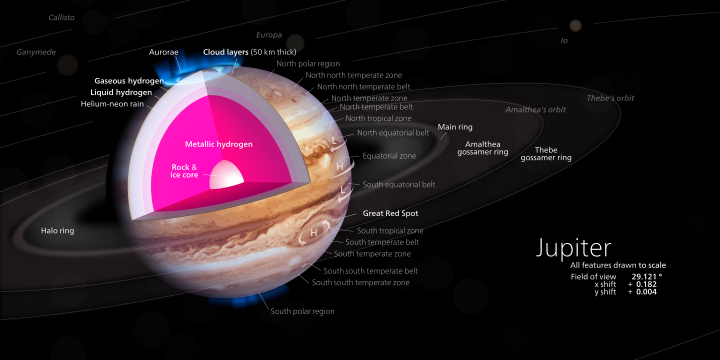 Callisto
Europa
Io
Ganymede
Aurorae
Cloud layers (50 km thick)
North polar region
Gaseous hydrogen
North north temperate zone
Liquid hydrogen
North north temperate belt
Helium-neon rain
North temperate zone
North temperate belt
Thebe's orbit
Amalthea's orbit
North tropical zone
Main ring
North equatorial belt
L
Metallic hydrogen
Amalthea
gossamer ring
Thebe
gossamer ring
Equatorial zone
H
Rock &
ice core
South equatorial belt
L
Great Red Spot
Halo ring
H
South tropical zone
South temperate belt
South temperate zone
South south temperate belt
South south temperate zone
South polar region
Jupiter
All features drawn to scale
Field of view 29.121 °
x shift + 0.182
y shift + 0.004